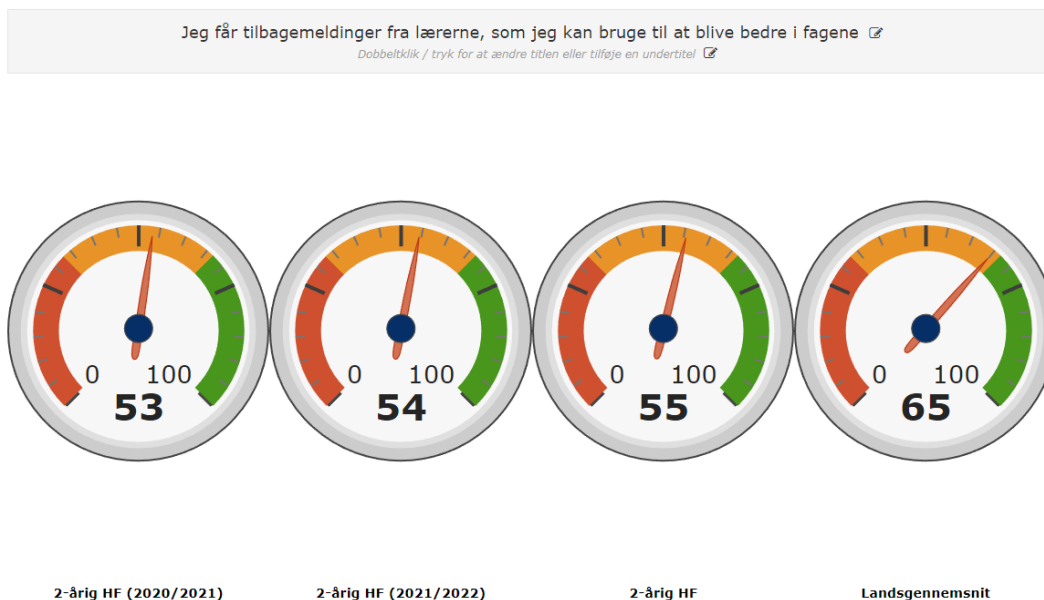 Jeg får tilbagemeldinger fra lærerne, som jeg kan bruge til at blive bedre i fagene
Dobbeltklik / tryk for at ændre titlen eller tilføje en undertitel
0 100 0 100 0 100 0 100
53 54 55 65
2-årig HF (2020/2021) 2-årig HF (2021/2022) 2-årig HF Landsgennemsnit